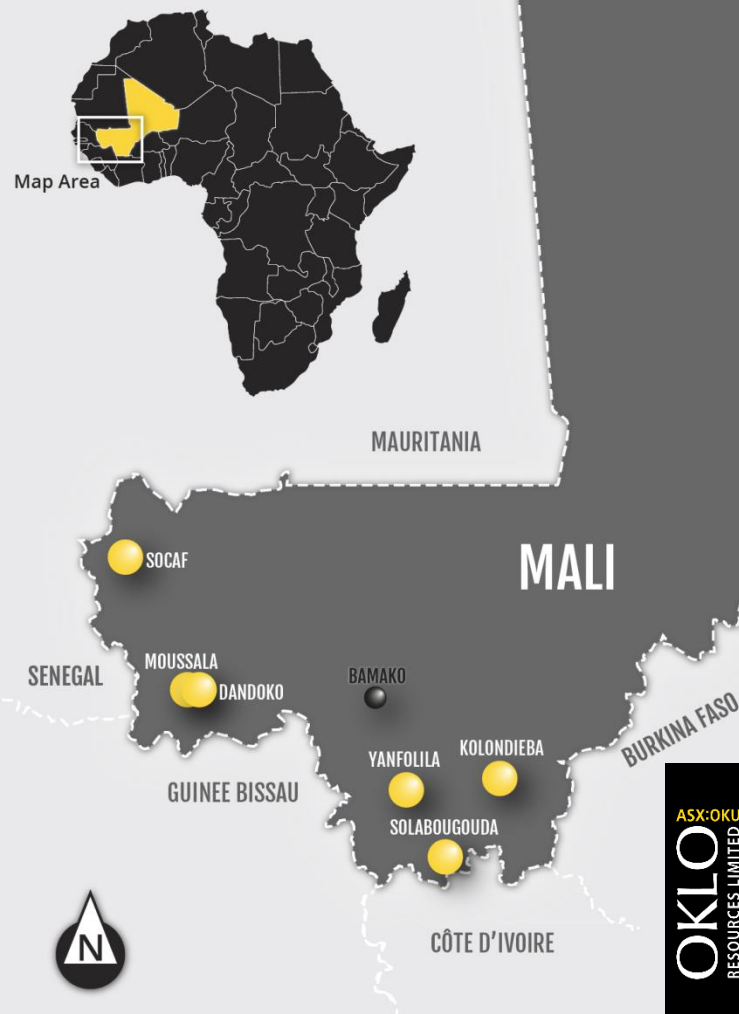 Map Area
MAURITANIA
MALI
SOCAF
SENEGAL
MOUSSALA
DANDOKO
BAMAKO
BURKINA FASO
YANFOLILA
KOLONDIEBA
GUINEE BISSAU
SOLABOUGOUDA
CÔTE D'IVOIRE
N
ASX:OKU
OKLO
RESOURCES LIMITED